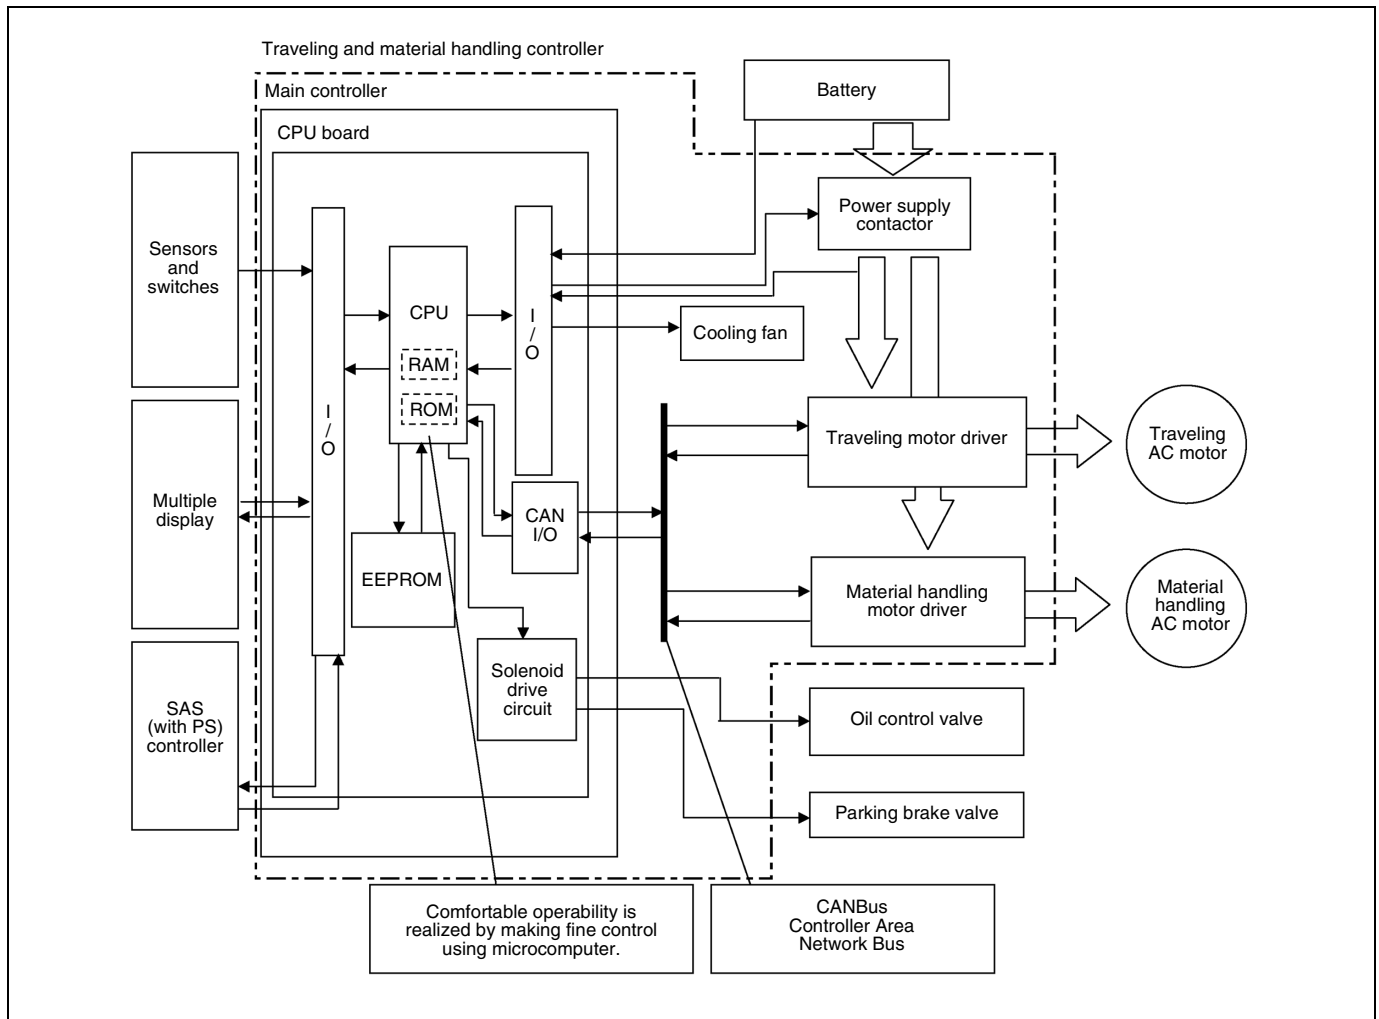 Traveling and material handling controller
Main controller
CPU board
Battery
Sensors
and
switches
Power supply
contactor
CPU
RAM
ROM
I
/
O
I
/
O
Cooling fan
Traveling motor driver
Traveling
AC motor
Multiple
display
CAN
I/O
EEPROM
Material handling
motor driver
Material
handling
AC motor
SAS
(with PS)
controller
Solenoid
drive
circuit
Oil control valve
Parking brake valve
Comfortable operability is
realized by making fine control
using microcomputer.
CANBus
Controller Area
Network Bus